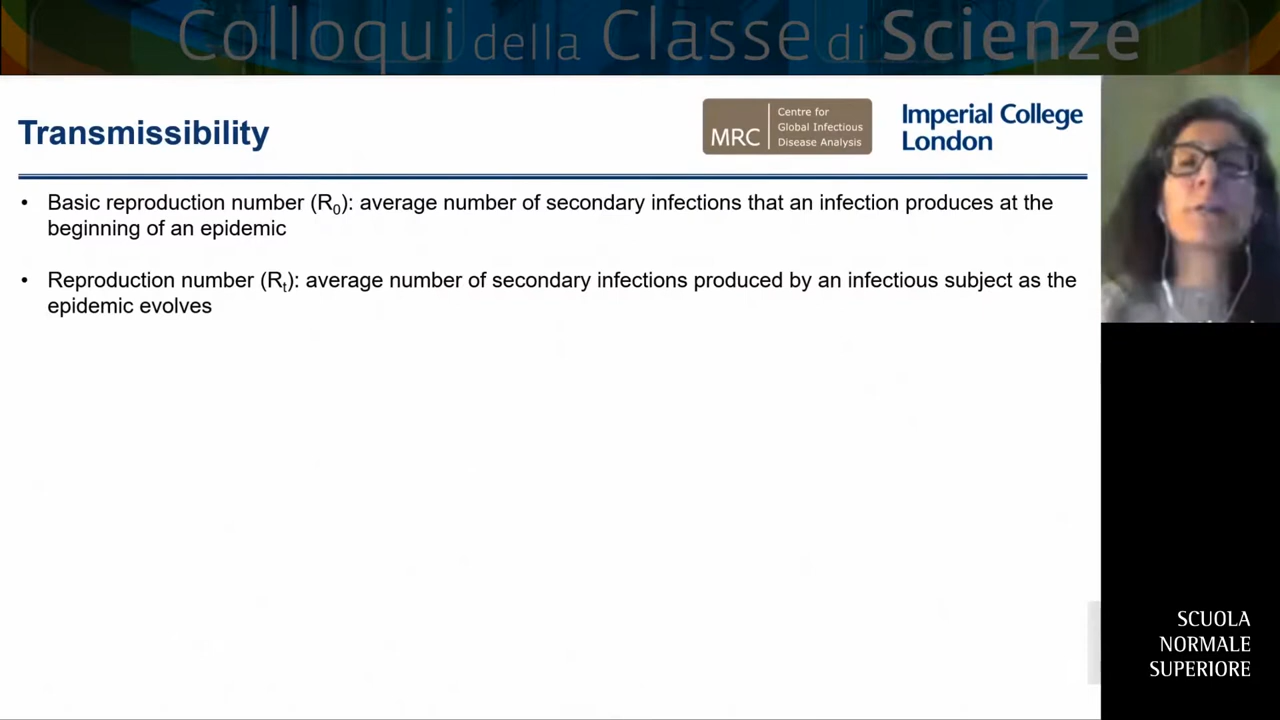 Colloqui della Classe di Scienze
Transmissibility
MRC
Centre for
Global Infectious
Disease Analysis
Imperial College
London
• Basic reproduction number (R₀): average number of secondary infections that an infection produces at the
beginning of an epidemic
• Reproduction number (Rₜ): average number of secondary infections produced by an infectious subject as the
epidemic evolves
SCUOLA
NORMALE
SUPERIORE